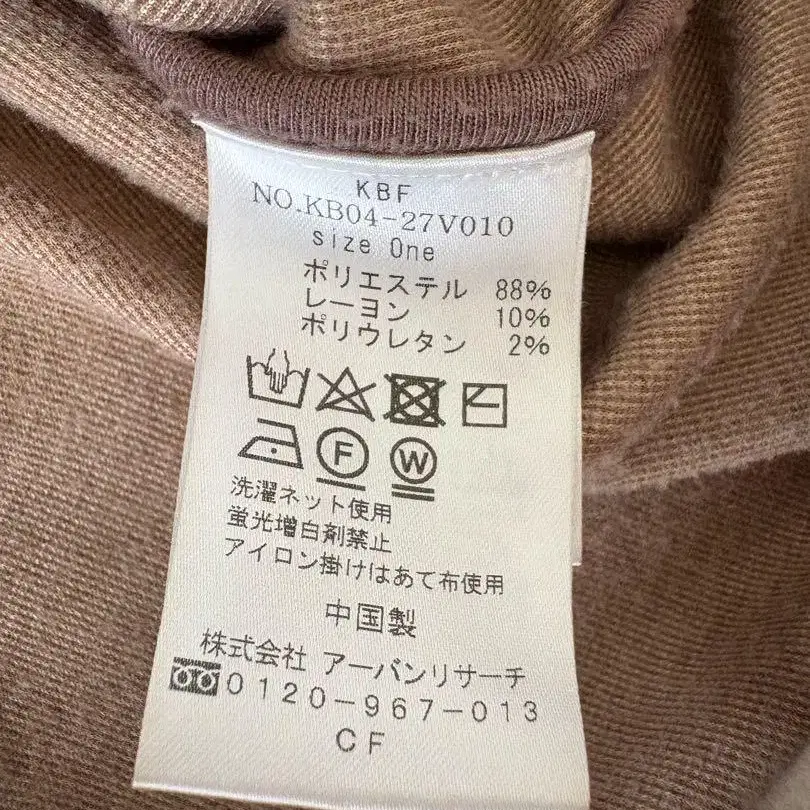 KBF
NO.KB04-27V010
size One
ポリエステル 88%
レーヨン 10%
ポリウレタン 2%
F W
洗濯ネット使用
蛍光増白剤禁止
アイロン掛けはあて布使用
中国製
株式会社 アーバンリサーチ
0120-967-013
CF